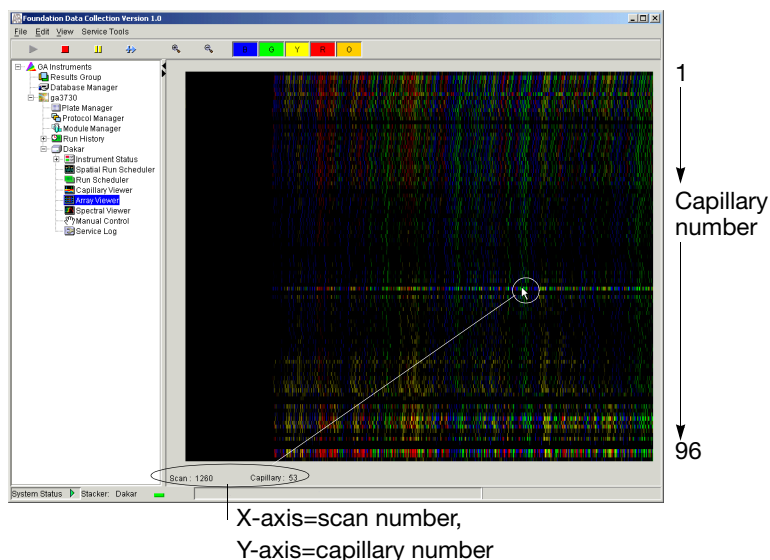 Foundation Data Collection Version 1.0
File Edit View Service Tools
B G Y R O
GA Instruments
Results Group
Database Manager
ga3730
Plate Manager
Protocol Manager
Module Manager
Run History
Dakar
Instrument Status
Spatial Run Scheduler
Run Scheduler
Capillary Viewer
Array Viewer
Spectral Viewer
Manual Control
Service Log
1
Capillary
number
96
Scan : 1260 Capillary : 53
System Status Stacker: Dakar
X-axis=scan number,
Y-axis=capillary number